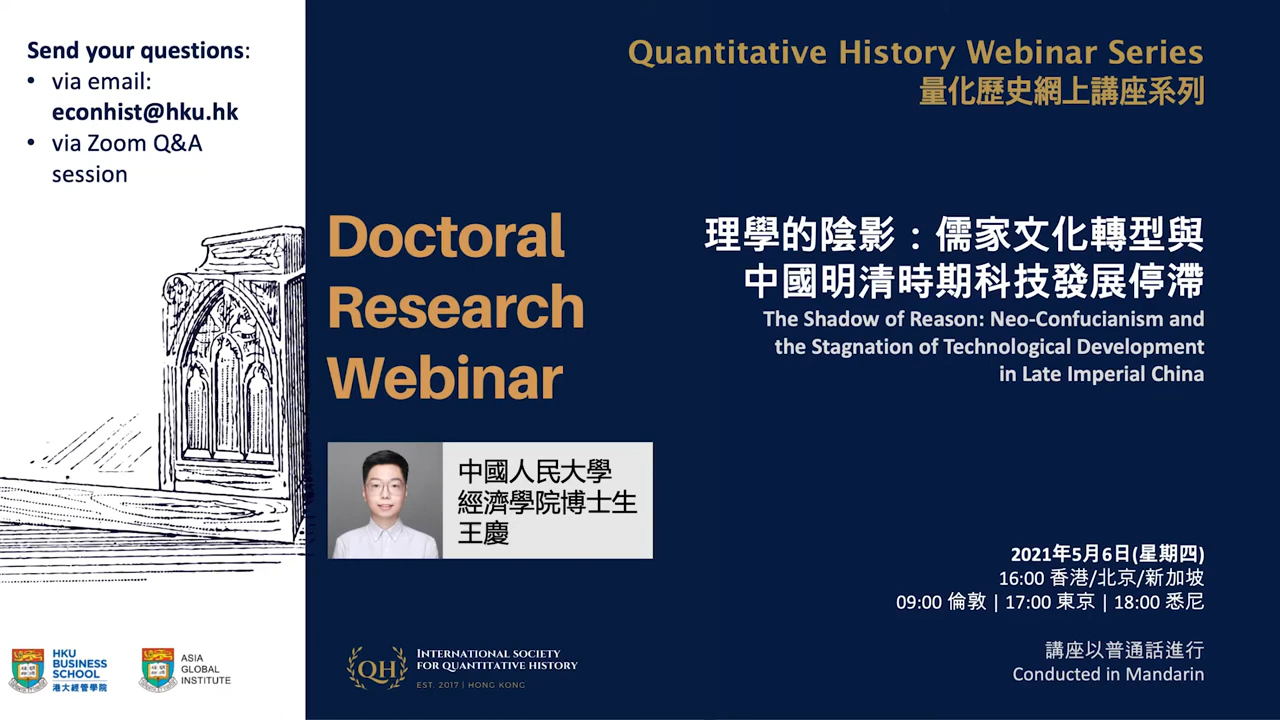 Send your questions:
• via email:
econhist@hku.hk
• via Zoom Q&A
session
Quantitative History Webinar Series
量化歷史網上講座系列
Doctoral
Research
Webinar
理學的陰影：儒家文化轉型與
中國明清時期科技發展停滯
The Shadow of Reason: Neo-Confucianism and
the Stagnation of Technological Development
in Late Imperial China
中國人民大學
經濟學院博士生
王慶
2021年5月6日(星期四)
16:00 香港/北京/新加坡
09:00 倫敦 | 17:00 東京 | 18:00 悉尼
講座以普通話進行
Conducted in Mandarin
HKU
BUSINESS
SCHOOL
港大經管學院
ASIA
GLOBAL
INSTITUTE
QH
INTERNATIONAL SOCIETY
FOR QUANTITATIVE HISTORY
EST. 2017 | HONG KONG